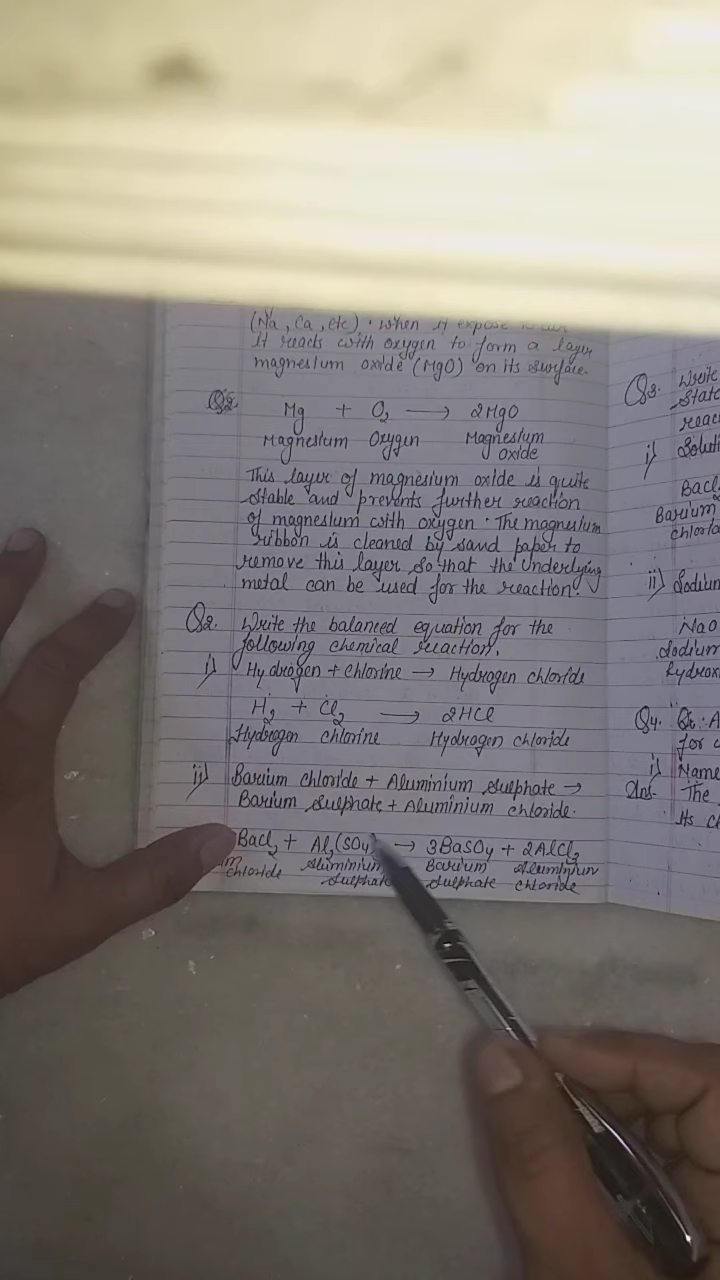 (Na, Ca, etc). when it expose
It reacts with oxygen to form a layer
magnesium oxide (MgO) on its surface.
Mg + O₂ → 2MgO
Magnesium Oxygen Magnesium
oxide
This layer of magnesium oxide is quite
stable and prevents further reaction
of magnesium with oxygen. The magnesium
ribbon is cleaned by sand paper to
remove this layer so that the underlying
metal can be used for the reaction.
Q2. Write the balanced equation for the
following chemical reaction.
i) Hydrogen + Chlorine → Hydrogen chloride
H₂ + Cl₂ → 2HCl
Hydrogen chlorine Hydrogen chloride
ii) Barium chloride + Aluminium sulphate →
Barium sulphate + Aluminium chloride.
BaCl₂ + Al₂(SO₄ → 3BaSO₄ + 2AlCl₃
um Aluminium Barium Aluminium
chloride sulphate sulphate chloride
Q3. Write
State
reac
i) Soluti
BaCl
Barium
chlorid
ii) Sodium
NaO
Sodium
hydrox
Q4. A
for u
i) Name
Ans. The
Its c